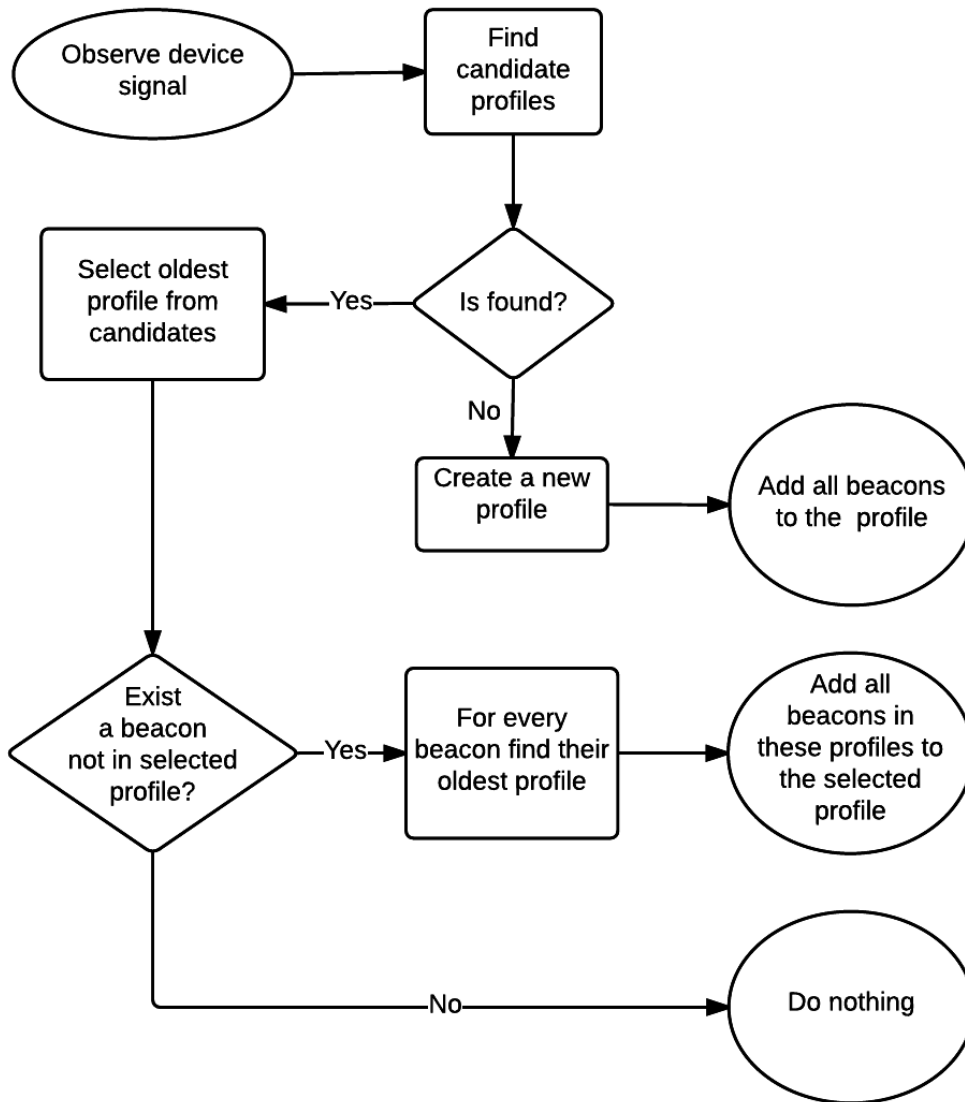 Observe device
signal
Find
candidate
profiles
Select oldest
profile from
candidates
Yes
Is found?
No
Create a new
profile
Add all beacons
to the profile
Exist
a beacon
not in selected
profile?
Yes
For every
beacon find their
oldest profile
Add all
beacons in
these profiles to
the selected
profile
No
Do nothing